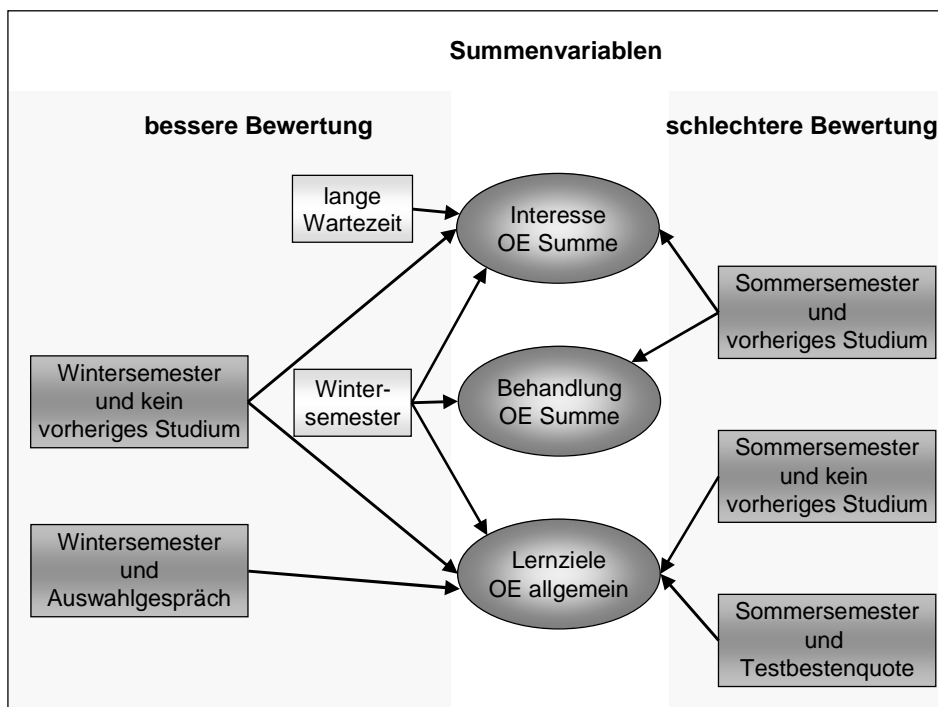 Summenvariablen
bessere Bewertung
schlechtere Bewertung
lange
Wartezeit
Interesse
OE Summe
Sommersemester
und
vorheriges Studium
Wintersemester
und kein
vorheriges Studium
Winter-
semester
Behandlung
OE Summe
Sommersemester
und kein
vorheriges Studium
Wintersemester
und
Auswahlgespräch
Lernziele
OE allgemein
Sommersemester
und
Testbestenquote